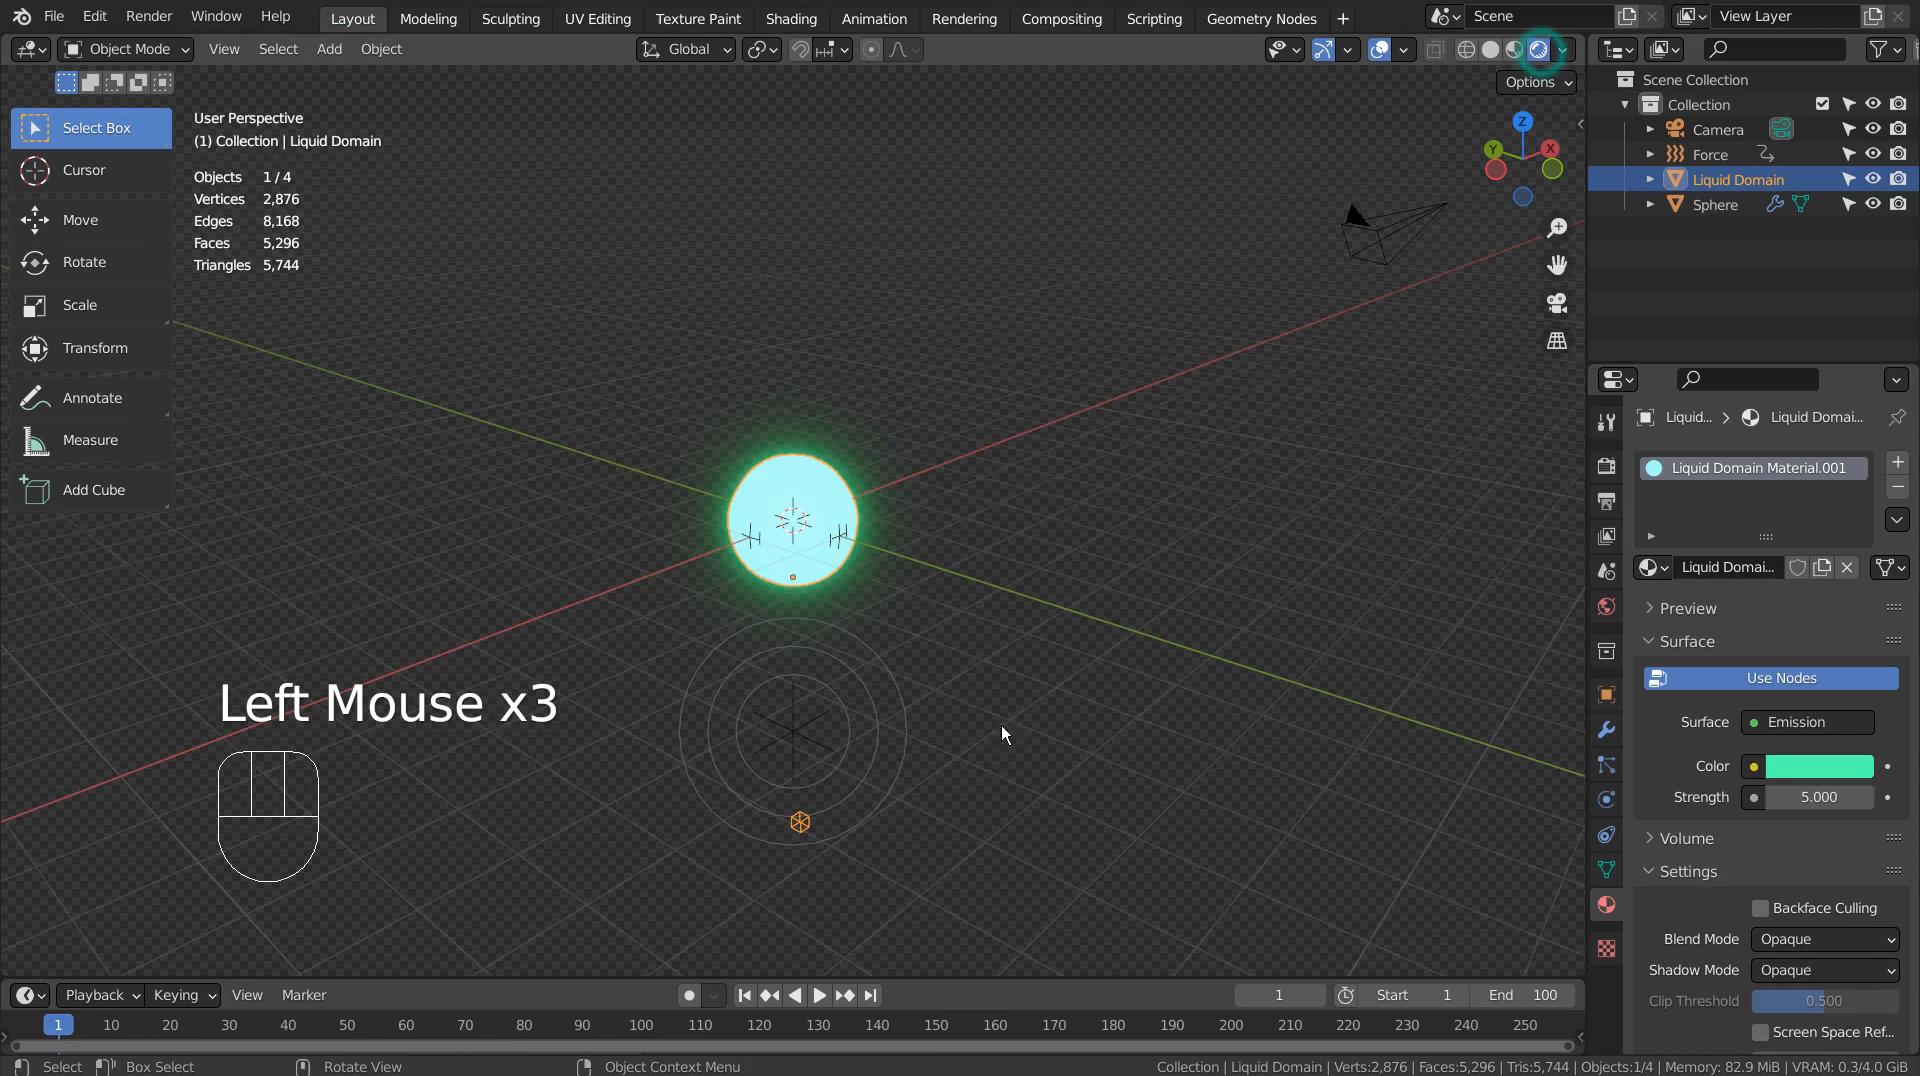 File Edit Render Window Help Layout Modeling Sculpting UV Editing Texture Paint Shading Animation Rendering Compositing Scripting Geometry Nodes + Scene View Layer
Object Mode View Select Add Object Global
Options
Select Box
Cursor
Move
Rotate
Scale
Transform
Annotate
Measure
Add Cube
User Perspective
(1) Collection | Liquid Domain
Objects 1 / 4
Vertices 2,876
Edges 8,168
Faces 5,296
Triangles 5,744
Z
Y
X
Left Mouse x3
Scene Collection
Collection
Camera
Force
Liquid Domain
Sphere
Liquid... Liquid Domai...
Liquid Domain Material.001
Liquid Domai...
Preview
Surface
Use Nodes
Surface Emission
Color
Strength 5.000
Volume
Settings
Backface Culling
Blend Mode Opaque
Shadow Mode Opaque
Clip Threshold 0.500
Screen Space Ref...
Playback Keying View Marker 1 Start 1 End 100
1 10 20 30 40 50 60 70 80 90 100 110 120 130 140 150 160 170 180 190 200 210 220 230 240 250
Select Box Select Rotate View Object Context Menu Collection | Liquid Domain | Verts:2,876 | Faces:5,296 | Tris:5,744 | Objects:1/4 | Memory: 82.9 MiB | VRAM: 0.3/4.0 GiB